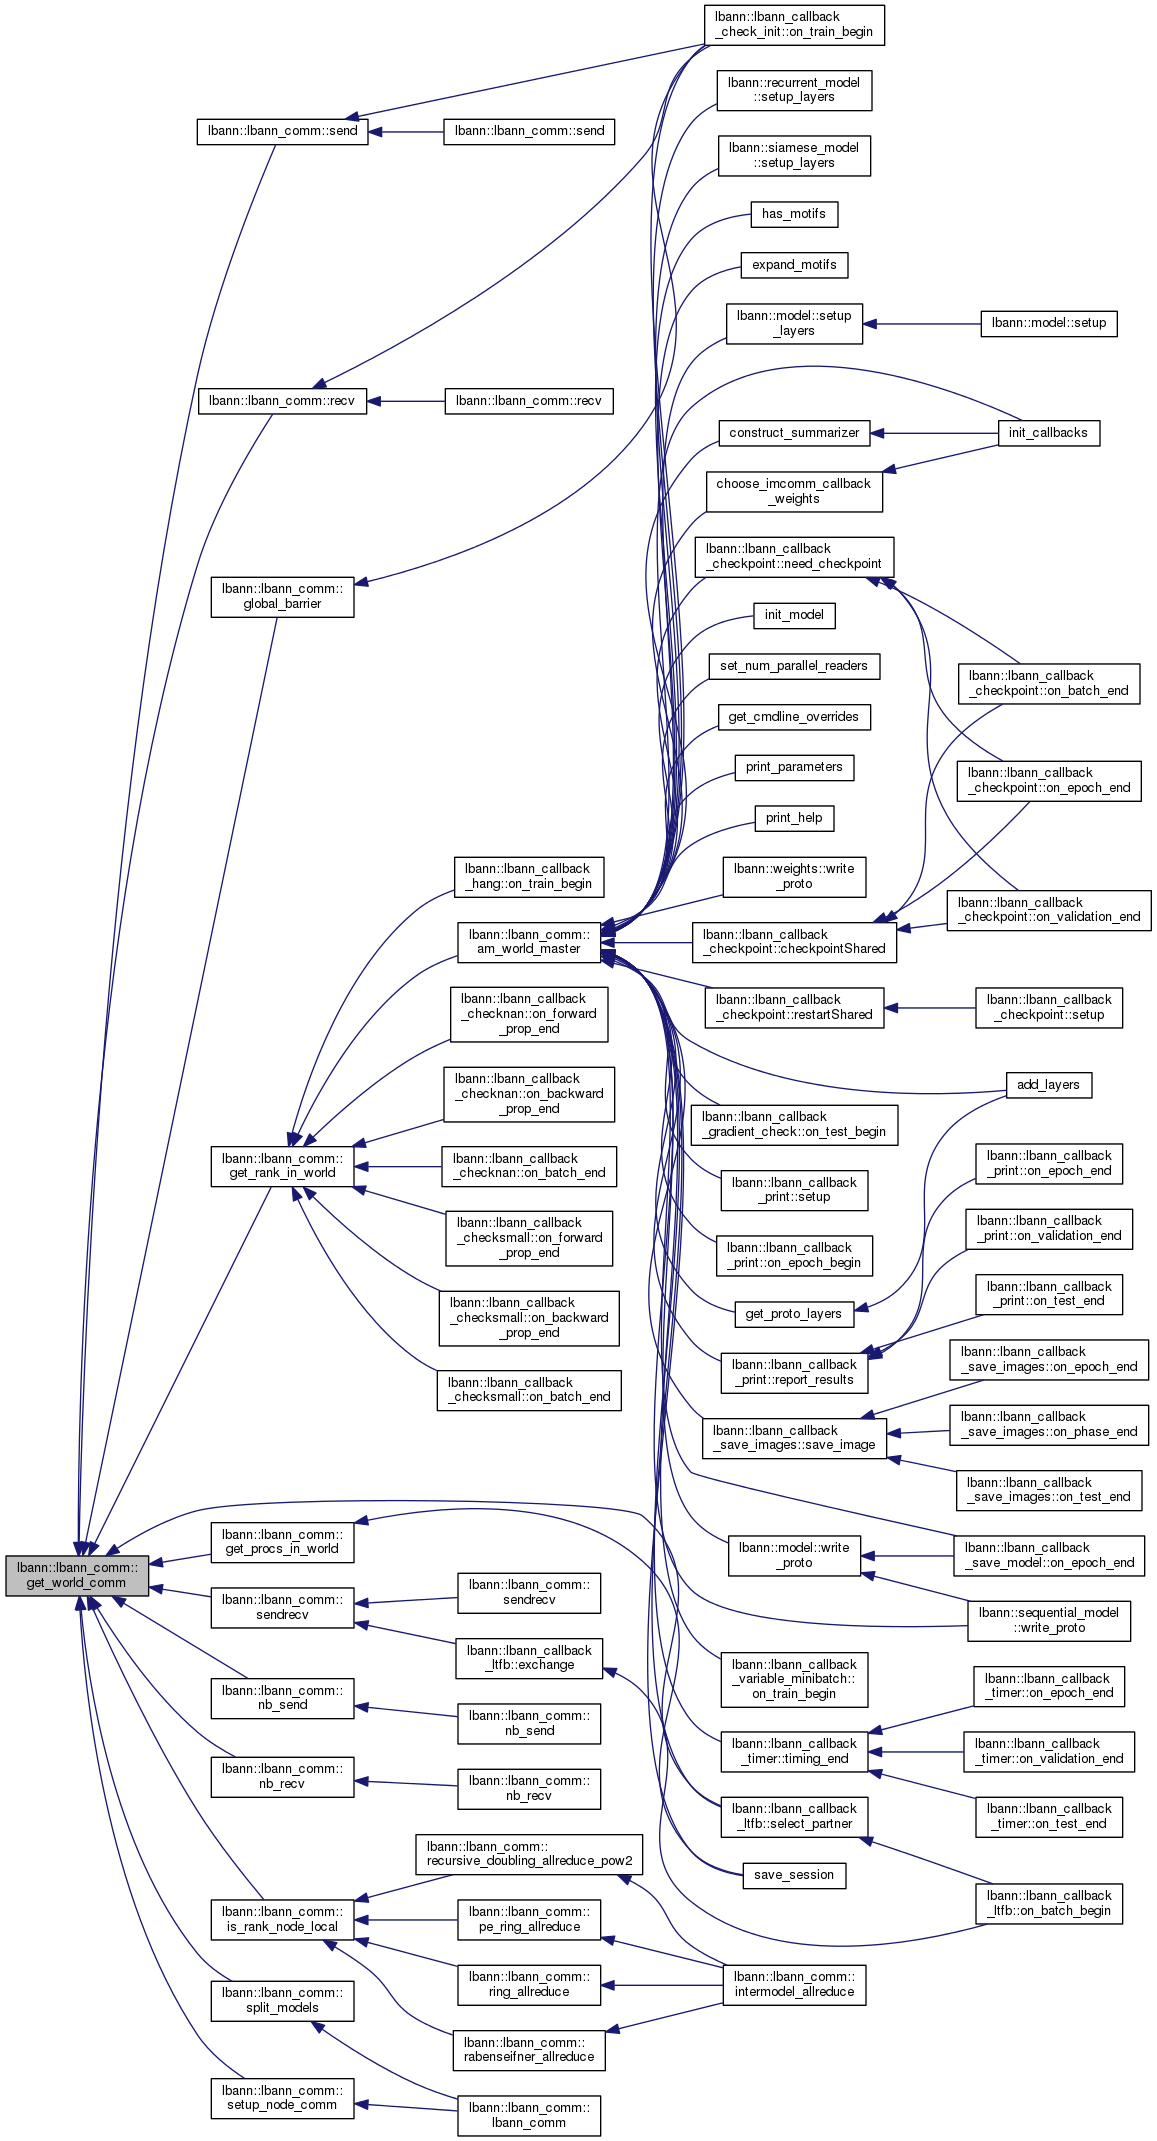 lbann::lbann_callback
_check_init::on_train_begin
lbann::recurrent_model
::setup_layers
lbann::lbann_comm::send
lbann::lbann_comm::send
lbann::siamese_model
::setup_layers
has_motifs
expand_motifs
lbann::model::setup
_layers
lbann::model::setup
lbann::lbann_comm::recv
lbann::lbann_comm::recv
construct_summarizer
init_callbacks
choose_imcomm_callback
_weights
lbann::lbann_callback
_checkpoint::need_checkpoint
lbann::lbann_comm::
global_barrier
init_model
set_num_parallel_readers
lbann::lbann_callback
_checkpoint::on_batch_end
get_cmdline_overrides
print_parameters
lbann::lbann_callback
_checkpoint::on_epoch_end
print_help
lbann::lbann_callback
_hang::on_train_begin
lbann::weights::write
_proto
lbann::lbann_callback
_checkpoint::on_validation_end
lbann::lbann_comm::
am_world_master
lbann::lbann_callback
_checkpoint::checkpointShared
lbann::lbann_callback
_checknan::on_forward
_prop_end
lbann::lbann_callback
_checkpoint::restartShared
lbann::lbann_callback
_checkpoint::setup
lbann::lbann_callback
_checknan::on_backward
_prop_end
add_layers
lbann::lbann_callback
_gradient_check::on_test_begin
lbann::lbann_comm::
get_rank_in_world
lbann::lbann_callback
_checknan::on_batch_end
lbann::lbann_callback
_print::on_epoch_end
lbann::lbann_callback
_print::setup
lbann::lbann_callback
_checksmall::on_forward
_prop_end
lbann::lbann_callback
_print::on_validation_end
lbann::lbann_callback
_print::on_epoch_begin
lbann::lbann_callback
_print::on_test_end
lbann::lbann_callback
_checksmall::on_backward
_prop_end
get_proto_layers
lbann::lbann_callback
_print::report_results
lbann::lbann_callback
_save_images::on_epoch_end
lbann::lbann_callback
_checksmall::on_batch_end
lbann::lbann_callback
_save_images::save_image
lbann::lbann_callback
_save_images::on_phase_end
lbann::lbann_callback
_save_images::on_test_end
lbann::lbann_comm::
get_procs_in_world
lbann::model::write
_proto
lbann::lbann_callback
_save_model::on_epoch_end
lbann::lbann_comm::
get_world_comm
lbann::lbann_comm::
sendrecv
lbann::lbann_comm::
sendrecv
lbann::sequential_model
::write_proto
lbann::lbann_callback
_ltfb::exchange
lbann::lbann_callback
_variable_minibatch::
on_train_begin
lbann::lbann_callback
_timer::on_epoch_end
lbann::lbann_comm::
nb_send
lbann::lbann_comm::
nb_send
lbann::lbann_callback
_timer::timing_end
lbann::lbann_callback
_timer::on_validation_end
lbann::lbann_comm::
nb_recv
lbann::lbann_comm::
nb_recv
lbann::lbann_callback
_ltfb::select_partner
lbann::lbann_callback
_timer::on_test_end
lbann::lbann_comm::
recursive_doubling_allreduce_pow2
save_session
lbann::lbann_callback
_ltfb::on_batch_begin
lbann::lbann_comm::
is_rank_node_local
lbann::lbann_comm::
pe_ring_allreduce
lbann::lbann_comm::
ring_allreduce
lbann::lbann_comm::
intermodel_allreduce
lbann::lbann_comm::
split_models
lbann::lbann_comm::
rabenseifner_allreduce
lbann::lbann_comm::
setup_node_comm
lbann::lbann_comm::
lbann_comm